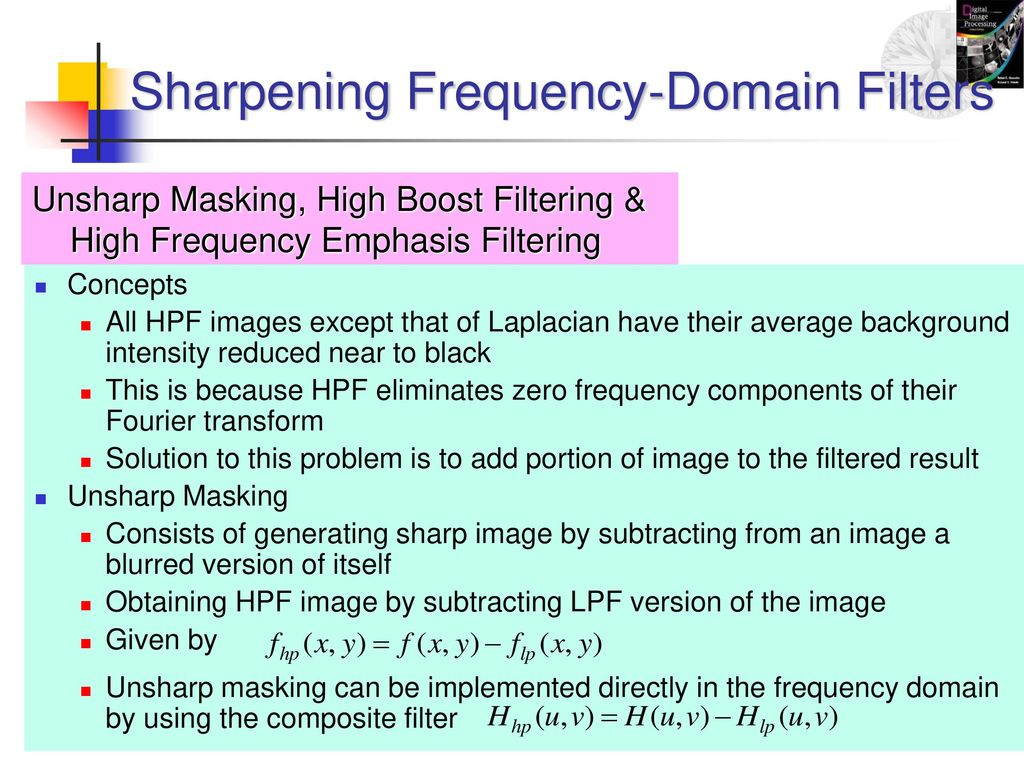 Digital
Image
Processing
Sharpening Frequency-Domain Filters
Unsharp Masking, High Boost Filtering &
High Frequency Emphasis Filtering
Concepts
All HPF images except that of Laplacian have their average background
intensity reduced near to black
This is because HPF eliminates zero frequency components of their
Fourier transform
Solution to this problem is to add portion of image to the filtered result
Unsharp Masking
Consists of generating sharp image by subtracting from an image a
blurred version of itself
Obtaining HPF image by subtracting LPF version of the image
Given by f_hp (x, y) = f (x, y) − f_lp (x, y)
Unsharp masking can be implemented directly in the frequency domain
by using the composite filter H_hp (u, v) = H (u, v) − H_lp (u, v)